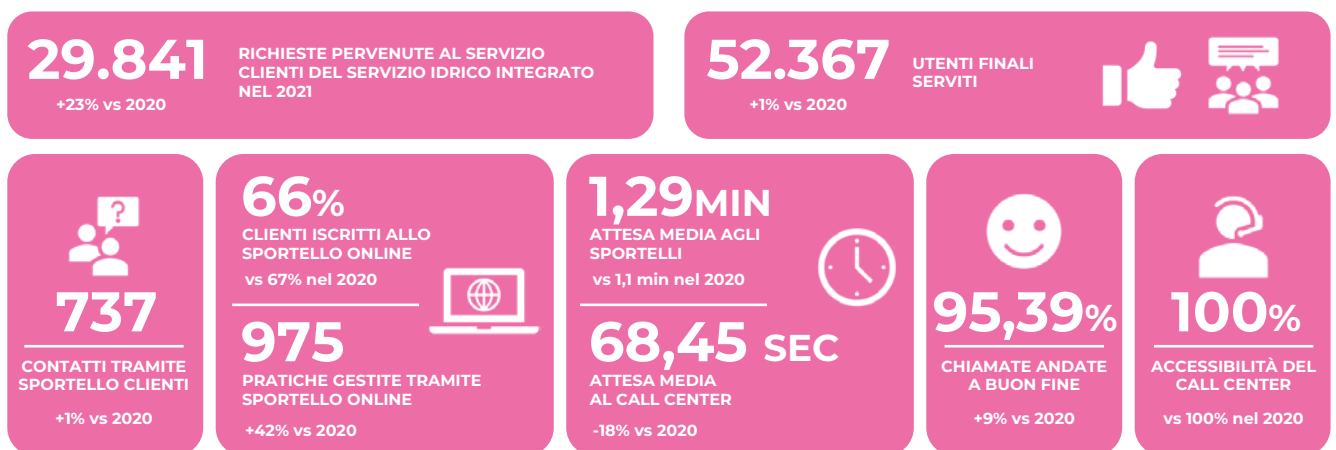 29.841
RICHIESTE PERVENUTE AL SERVIZIO
CLIENTI DEL SERVIZIO IDRICO INTEGRATO
NEL 2021
+23% vs 2020
52.367
UTENTI FINALI
SERVITI
+1% vs 2020
?
737
CONTATTI TRAMITE
SPORTELLO CLIENTI
+1% vs 2020
66%
CLIENTI ISCRITTI ALLO
SPORTELLO ONLINE
vs 67% nel 2020
975
PRATICHE GESTITE TRAMITE
SPORTELLO ONLINE
+42% vs 2020
1,29MIN
ATTESA MEDIA AGLI
SPORTELLI
vs 1,1 min nel 2020
68,45 SEC
ATTESA MEDIA
AL CALL CENTER
-18% vs 2020
95,39%
CHIAMATE ANDATE
A BUON FINE
+9% vs 2020
100%
ACCESSIBILITÀ DEL
CALL CENTER
vs 100% nel 2020